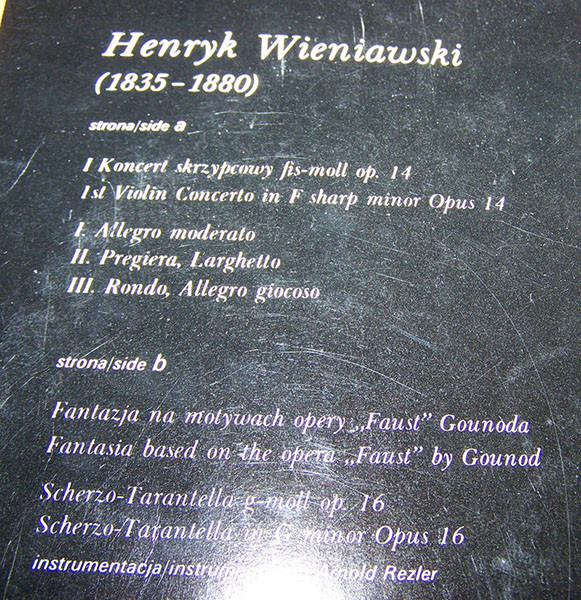 Henryk Wieniawski
(1835-1880)
strona/side a
I Koncert skrzypcowy fis-moll op. 14
1st Violin Concerto in F sharp minor Opus 14
I. Allegro moderato
II. Pregiera, Larghetto
III. Rondo, Allegro giocoso
strona/side b
Fantazja na motywach opery „Faust” Gounoda
Fantasia based on the opera „Faust” by Gounod
Scherzo-Tarantella g-moll op. 16
Scherzo-Tarantella in G minor Opus 16
instrumentacja/ Arnold Rezler